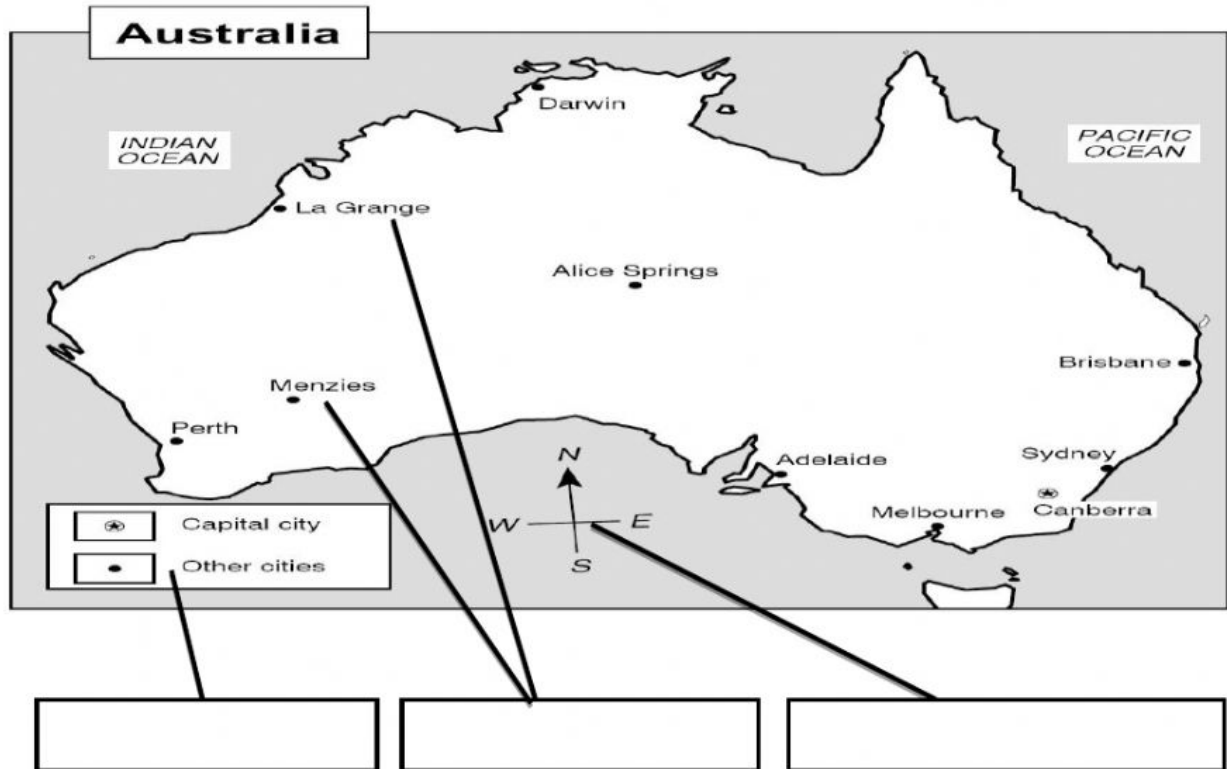 Australia
Darwin
INDIAN
OCEAN
PACIFIC
OCEAN
La Grange
Alice Springs
Brisbane
Menzies
Perth
N
Adelaide
Sydney
W
E
Melbourne
Canberra
S
Capital city
Other cities